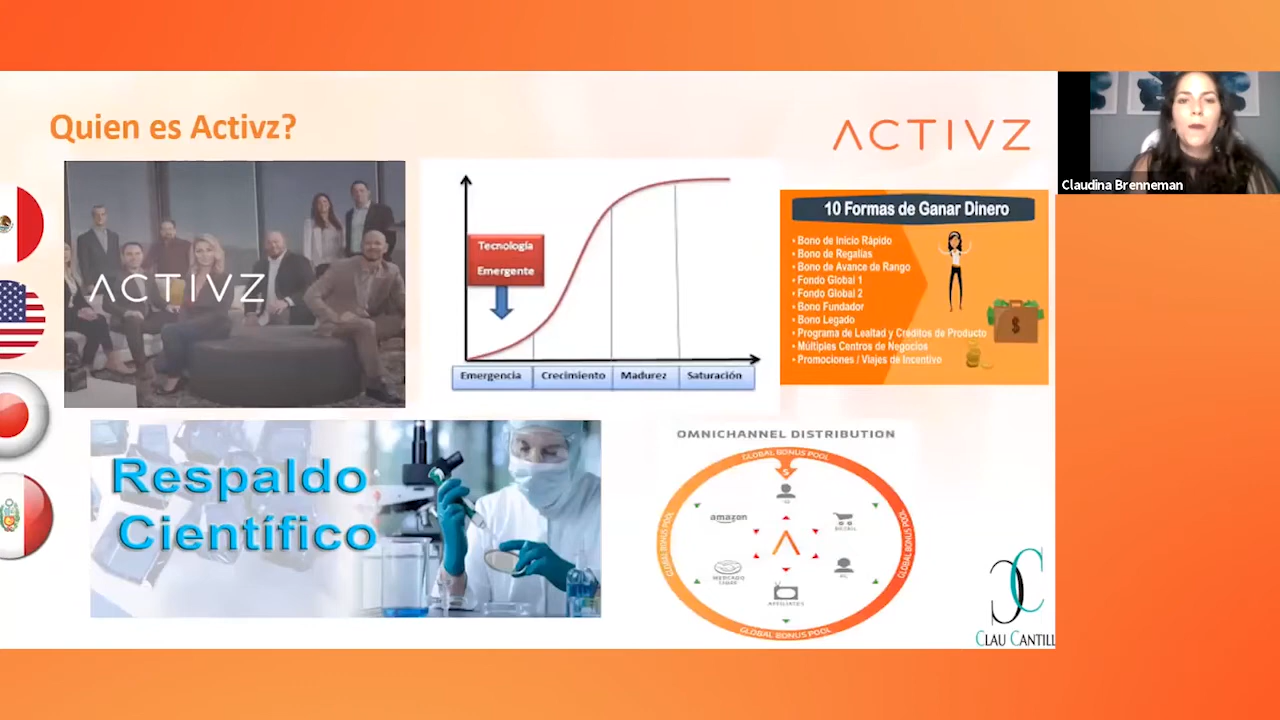 Quien es Activz?
ACTIVZ
Claudina Brenneman
ACTIVZ
Tecnología
Emergente
Emergencia
Crecimiento
Madurez
Saturación
10 Formas de Ganar Dinero
• Bono de Inicio Rápido
• Bono de Regalías
• Bono de Avance de Rango
• Fondo Global 1
• Fondo Global 2
• Bono Fundador
• Bono Legado
• Programa de Lealtad y Créditos de Producto
• Múltiples Centros de Negocios
• Promociones / Viajes de Incentivo
$
Respaldo
Científico
OMNICHANNEL DISTRIBUTION
GLOBAL BONUS POOL
GLOBAL BONUS POOL
GLOBAL BONUS POOL
GLOBAL BONUS POOL
$
amazon
MERCADO
LIBRE
AFFILIATES
CLAU CANTILL